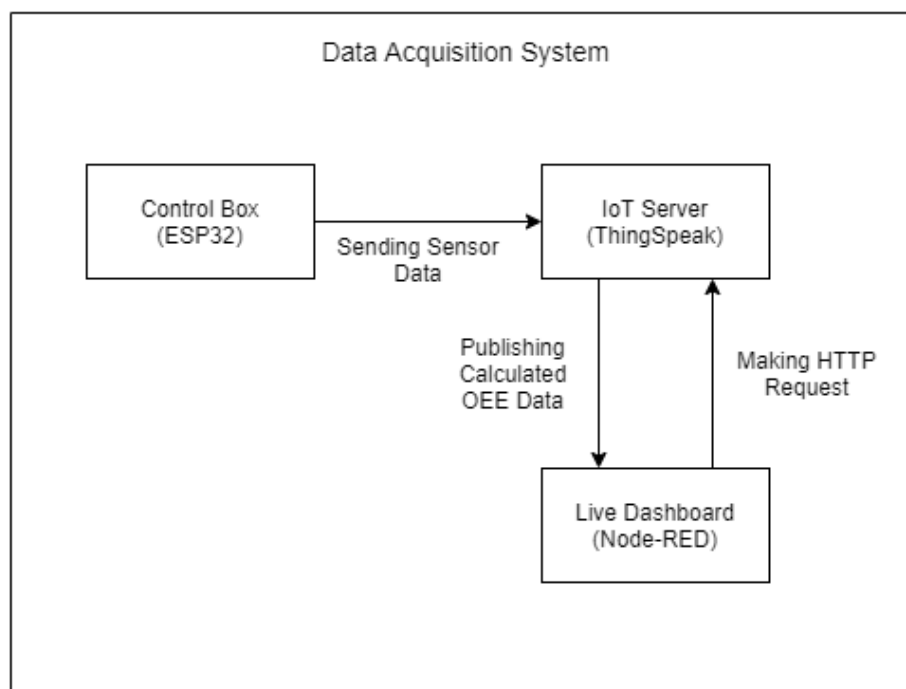 Data Acquisition System
Control Box
(ESP32)
IoT Server
(ThingSpeak)
Sending Sensor
Data
Publishing
Calculated
OEE Data
Making HTTP
Request
Live Dashboard
(Node-RED)